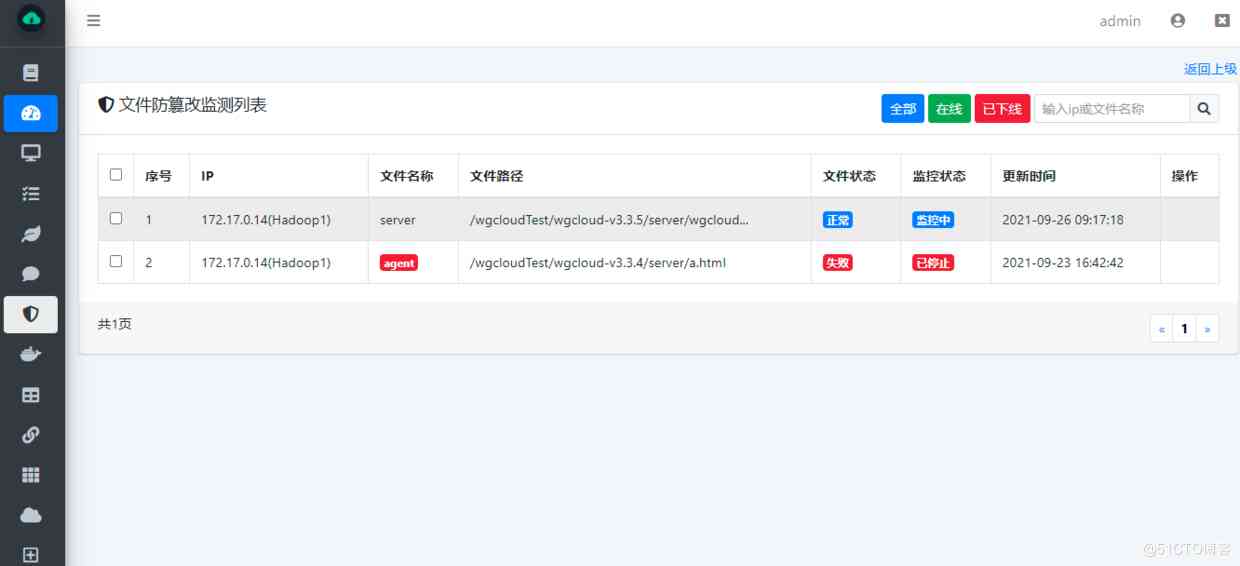 admin
返回上级
文件防篡改监测列表
全部 在线 已下线 输入ip或文件名称
序号 IP 文件名称 文件路径 文件状态 监控状态 更新时间 操作
1 172.17.0.14(Hadoop1) server /wgcloudTest/wgcloud-v3.3.5/server/wgcloud... 正常 监控中 2021-09-26 09:17:18
2 172.17.0.14(Hadoop1) agent /wgcloudTest/wgcloud-v3.3.4/server/a.html 失败 已停止 2021-09-23 16:42:42
共1页
« 1 »
@51CTO博客